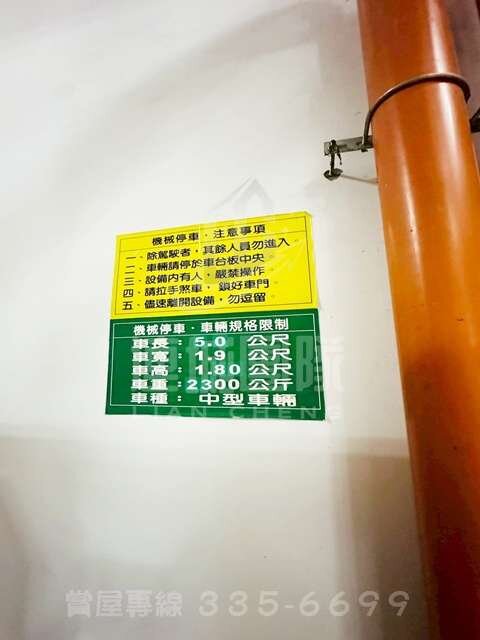 機械停車．注意事項
一、除駕駛者，其餘人員勿進入。
二、車輛請停於車台板中央
三、設備内有人，嚴禁操作
四、請拉手煞車，鎖好車門
五、儘速離開設備，勿逗留。
機械停車．車輛規格限制
車長：5.0 公尺
車寬：1.9 公尺
車高：1.80 公尺
車重：2300 公斤
車種：中型車輛
LIAN CHENG
賞屋專線 335-6699